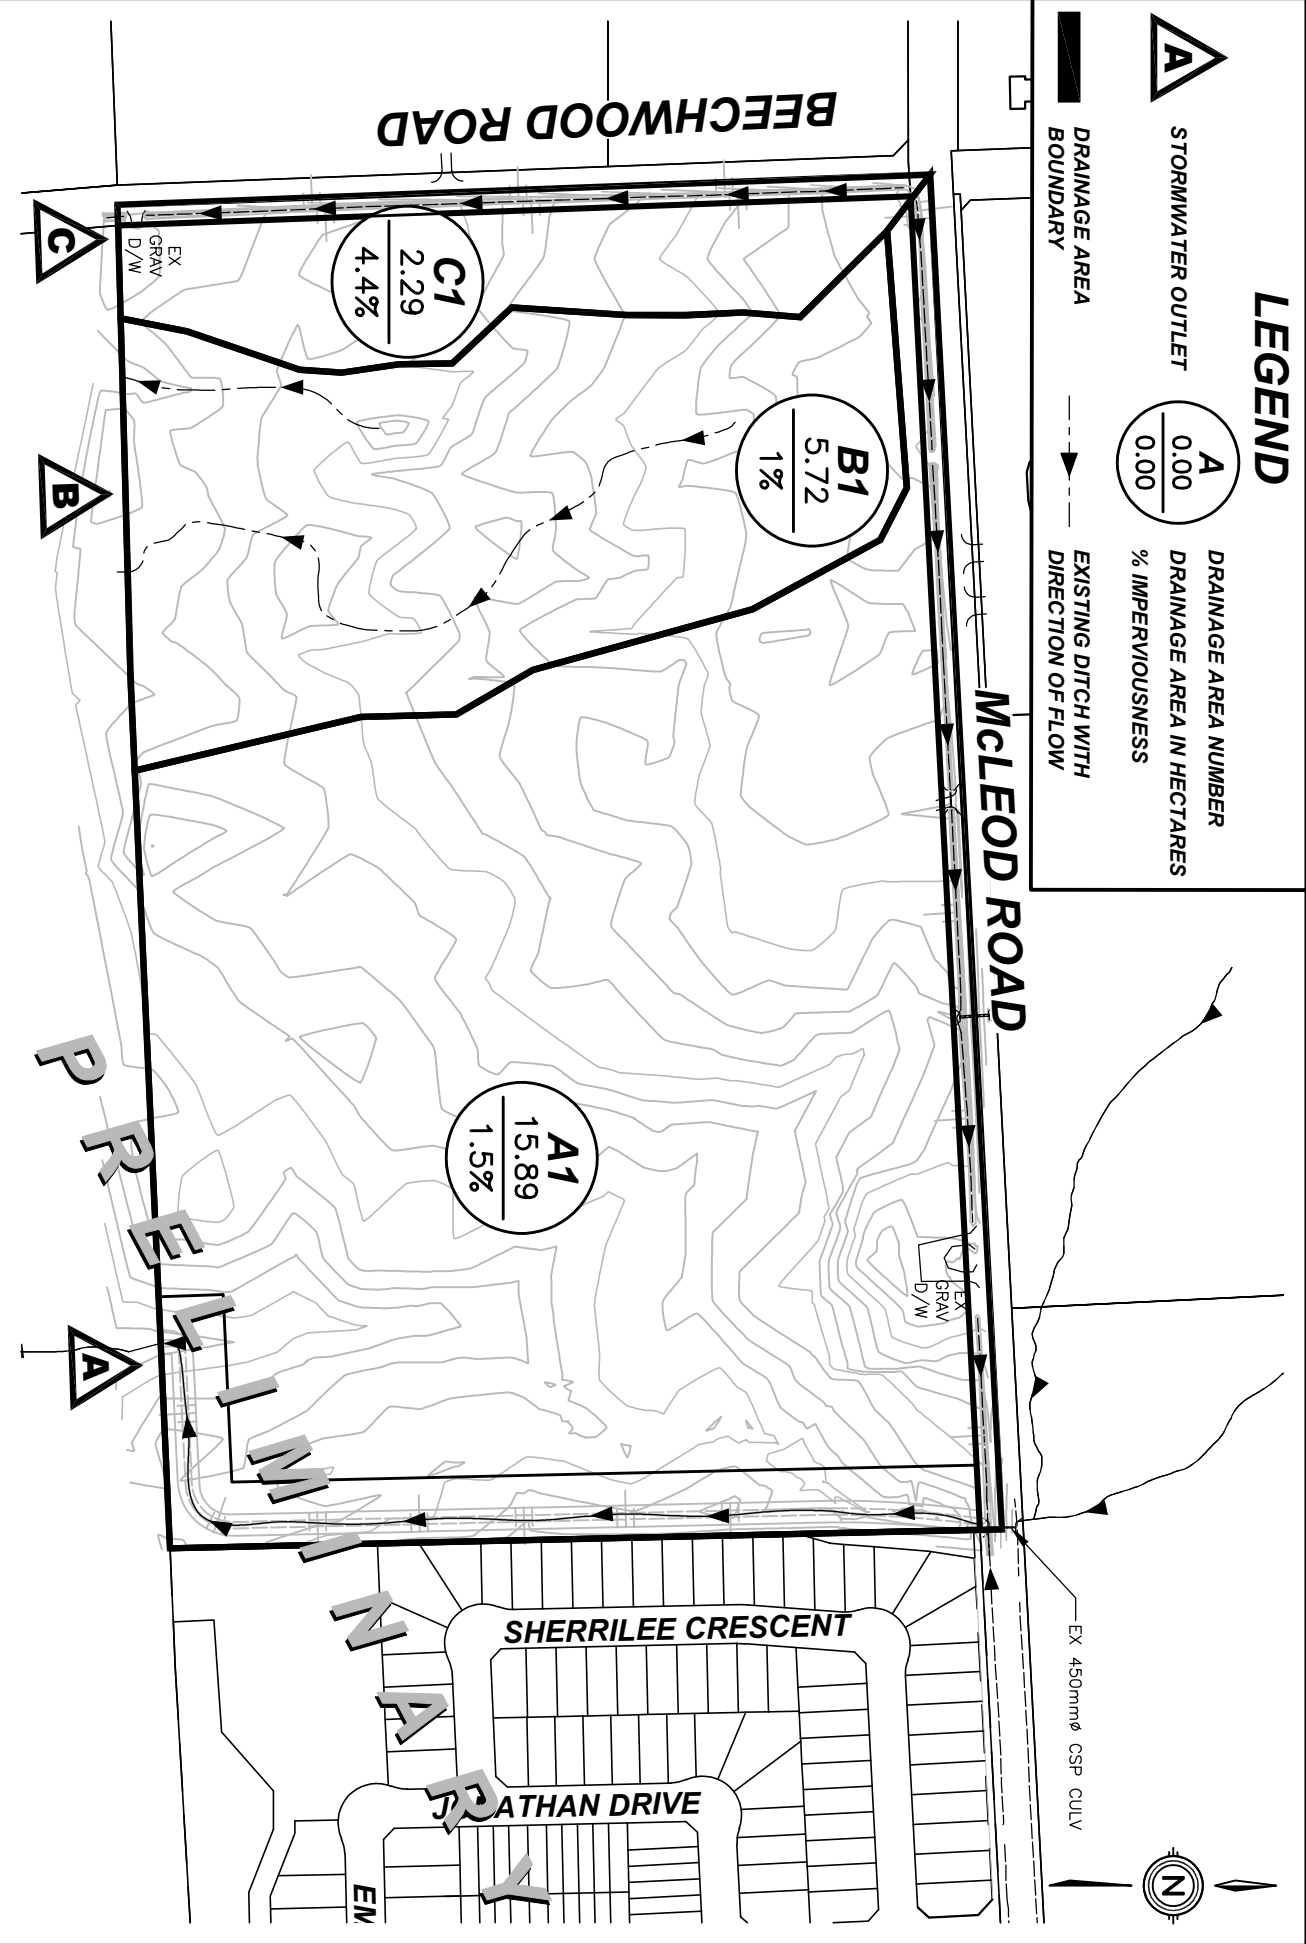 LEGEND
A
STORMWATER OUTLET
A
0.00
0.00
DRAINAGE AREA NUMBER
DRAINAGE AREA IN HECTARES
% IMPERVIOUSNESS
DRAINAGE AREA
BOUNDARY
EXISTING DITCH WITH
DIRECTION OF FLOW
McLEOD ROAD
BEECHWOOD ROAD
C1
2.29
4.4%
B1
5.72
1%
A1
15.89
1.5%
EX
GRAV
D/W
EX
GRAV
D/W
EX 450mmø CSP CULV
SHERRILEE CRESCENT
JONATHAN DRIVE
EM
C
B
A
N
PRELIMINARY